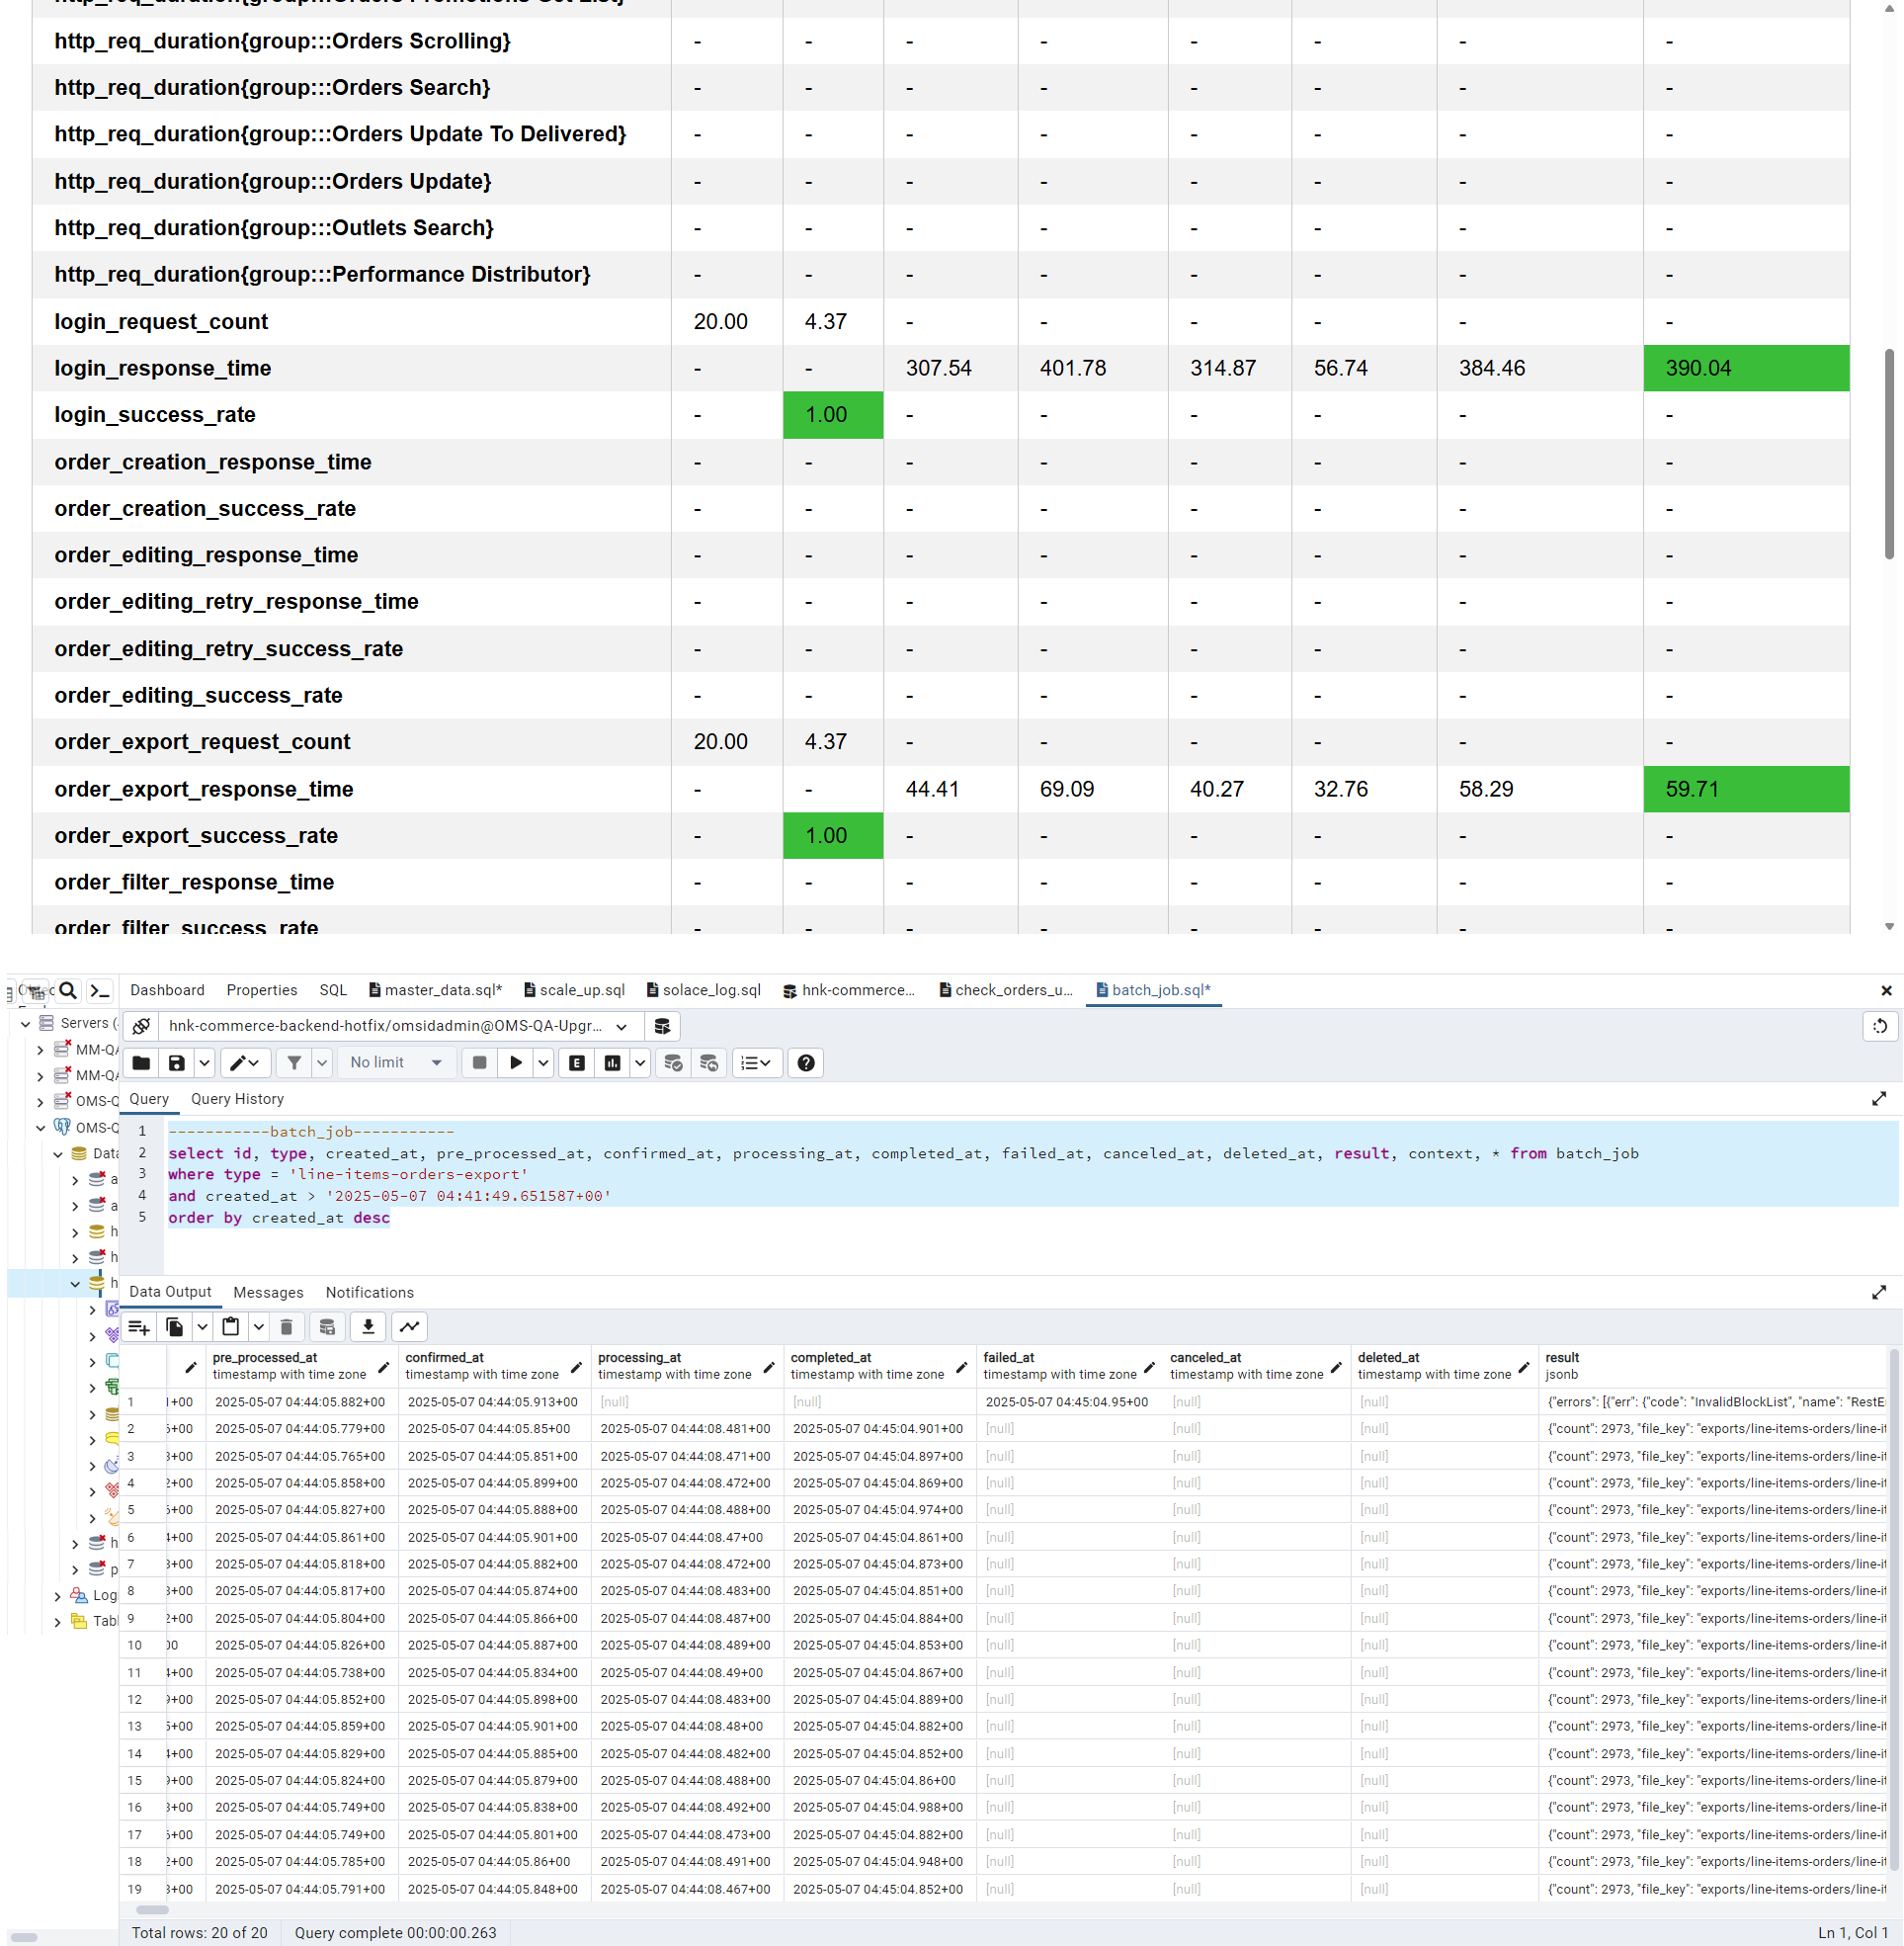 http_req_duration{group:::Orders Promotions Get List}
http_req_duration{group:::Orders Scrolling} - - - - - - - -
http_req_duration{group:::Orders Search} - - - - - - - -
http_req_duration{group:::Orders Update To Delivered} - - - - - - - -
http_req_duration{group:::Orders Update} - - - - - - - -
http_req_duration{group:::Outlets Search} - - - - - - - -
http_req_duration{group:::Performance Distributor} - - - - - - - -
login_request_count 20.00 4.37 - - - - - -
login_response_time - - 307.54 401.78 314.87 56.74 384.46 390.04
login_success_rate - 1.00 - - - - - -
order_creation_response_time - - - - - - - -
order_creation_success_rate - - - - - - - -
order_editing_response_time - - - - - - - -
order_editing_retry_response_time - - - - - - - -
order_editing_retry_success_rate - - - - - - - -
order_editing_success_rate - - - - - - - -
order_export_request_count 20.00 4.37 - - - - - -
order_export_response_time - - 44.41 69.09 40.27 32.76 58.29 59.71
order_export_success_rate - 1.00 - - - - - -
order_filter_response_time - - - - - - - -
order_filter_success_rate - - - - - - - -
Dashboard Properties SQL master_data.sql* scale_up.sql solace_log.sql hnk-commerce... check_orders_u... batch_job.sql*
hnk-commerce-backend-hotfix/omsidadmin@OMS-QA-Upgr...
No limit
Query Query History
1 -----------batch_job-----------
2 select id, type, created_at, pre_processed_at, confirmed_at, processing_at, completed_at, failed_at, canceled_at, deleted_at, result, context, * from batch_job
3 where type = 'line-items-orders-export'
4 and created_at > '2025-05-07 04:41:49.651587+00'
5 order by created_at desc
Servers (
MM-QA
MM-QA
OMS-Q
OMS-Q
Data
a
a
h
h
h
h
p
Log
Tabl
Data Output Messages Notifications
pre_processed_at confirmed_at processing_at completed_at failed_at canceled_at deleted_at result
timestamp with time zone timestamp with time zone timestamp with time zone timestamp with time zone timestamp with time zone timestamp with time zone timestamp with time zone jsonb
1 1+00 2025-05-07 04:44:05.882+00 2025-05-07 04:44:05.913+00 [null] [null] 2025-05-07 04:45:04.95+00 [null] [null] {"errors": [{"err": {"code": "InvalidBlockList", "name": "RestE
2 5+00 2025-05-07 04:44:05.779+00 2025-05-07 04:44:05.85+00 2025-05-07 04:44:08.481+00 2025-05-07 04:45:04.901+00 [null] [null] [null] {"count": 2973, "file_key": "exports/line-items-orders/line-it
3 3+00 2025-05-07 04:44:05.765+00 2025-05-07 04:44:05.851+00 2025-05-07 04:44:08.471+00 2025-05-07 04:45:04.897+00 [null] [null] [null] {"count": 2973, "file_key": "exports/line-items-orders/line-it
4 2+00 2025-05-07 04:44:05.858+00 2025-05-07 04:44:05.899+00 2025-05-07 04:44:08.472+00 2025-05-07 04:45:04.869+00 [null] [null] [null] {"count": 2973, "file_key": "exports/line-items-orders/line-it
5 5+00 2025-05-07 04:44:05.827+00 2025-05-07 04:44:05.888+00 2025-05-07 04:44:08.488+00 2025-05-07 04:45:04.974+00 [null] [null] [null] {"count": 2973, "file_key": "exports/line-items-orders/line-it
6 4+00 2025-05-07 04:44:05.861+00 2025-05-07 04:44:05.901+00 2025-05-07 04:44:08.47+00 2025-05-07 04:45:04.861+00 [null] [null] [null] {"count": 2973, "file_key": "exports/line-items-orders/line-it
7 3+00 2025-05-07 04:44:05.818+00 2025-05-07 04:44:05.882+00 2025-05-07 04:44:08.472+00 2025-05-07 04:45:04.873+00 [null] [null] [null] {"count": 2973, "file_key": "exports/line-items-orders/line-it
8 3+00 2025-05-07 04:44:05.817+00 2025-05-07 04:44:05.874+00 2025-05-07 04:44:08.483+00 2025-05-07 04:45:04.851+00 [null] [null] [null] {"count": 2973, "file_key": "exports/line-items-orders/line-it
9 2+00 2025-05-07 04:44:05.804+00 2025-05-07 04:44:05.866+00 2025-05-07 04:44:08.487+00 2025-05-07 04:45:04.884+00 [null] [null] [null] {"count": 2973, "file_key": "exports/line-items-orders/line-it
10 00 2025-05-07 04:44:05.826+00 2025-05-07 04:44:05.887+00 2025-05-07 04:44:08.489+00 2025-05-07 04:45:04.853+00 [null] [null] [null] {"count": 2973, "file_key": "exports/line-items-orders/line-it
11 4+00 2025-05-07 04:44:05.738+00 2025-05-07 04:44:05.834+00 2025-05-07 04:44:08.49+00 2025-05-07 04:45:04.867+00 [null] [null] [null] {"count": 2973, "file_key": "exports/line-items-orders/line-it
12 9+00 2025-05-07 04:44:05.852+00 2025-05-07 04:44:05.898+00 2025-05-07 04:44:08.483+00 2025-05-07 04:45:04.889+00 [null] [null] [null] {"count": 2973, "file_key": "exports/line-items-orders/line-it
13 5+00 2025-05-07 04:44:05.859+00 2025-05-07 04:44:05.901+00 2025-05-07 04:44:08.48+00 2025-05-07 04:45:04.882+00 [null] [null] [null] {"count": 2973, "file_key": "exports/line-items-orders/line-it
14 4+00 2025-05-07 04:44:05.829+00 2025-05-07 04:44:05.885+00 2025-05-07 04:44:08.482+00 2025-05-07 04:45:04.852+00 [null] [null] [null] {"count": 2973, "file_key": "exports/line-items-orders/line-it
15 9+00 2025-05-07 04:44:05.824+00 2025-05-07 04:44:05.879+00 2025-05-07 04:44:08.488+00 2025-05-07 04:45:04.86+00 [null] [null] [null] {"count": 2973, "file_key": "exports/line-items-orders/line-it
16 3+00 2025-05-07 04:44:05.749+00 2025-05-07 04:44:05.838+00 2025-05-07 04:44:08.492+00 2025-05-07 04:45:04.988+00 [null] [null] [null] {"count": 2973, "file_key": "exports/line-items-orders/line-it
17 5+00 2025-05-07 04:44:05.749+00 2025-05-07 04:44:05.801+00 2025-05-07 04:44:08.473+00 2025-05-07 04:45:04.882+00 [null] [null] [null] {"count": 2973, "file_key": "exports/line-items-orders/line-it
18 2+00 2025-05-07 04:44:05.785+00 2025-05-07 04:44:05.86+00 2025-05-07 04:44:08.491+00 2025-05-07 04:45:04.948+00 [null] [null] [null] {"count": 2973, "file_key": "exports/line-items-orders/line-it
19 3+00 2025-05-07 04:44:05.791+00 2025-05-07 04:44:05.848+00 2025-05-07 04:44:08.467+00 2025-05-07 04:45:04.852+00 [null] [null] [null] {"count": 2973, "file_key": "exports/line-items-orders/line-it
Total rows: 20 of 20 Query complete 00:00:00.263 Ln 1, Col 1